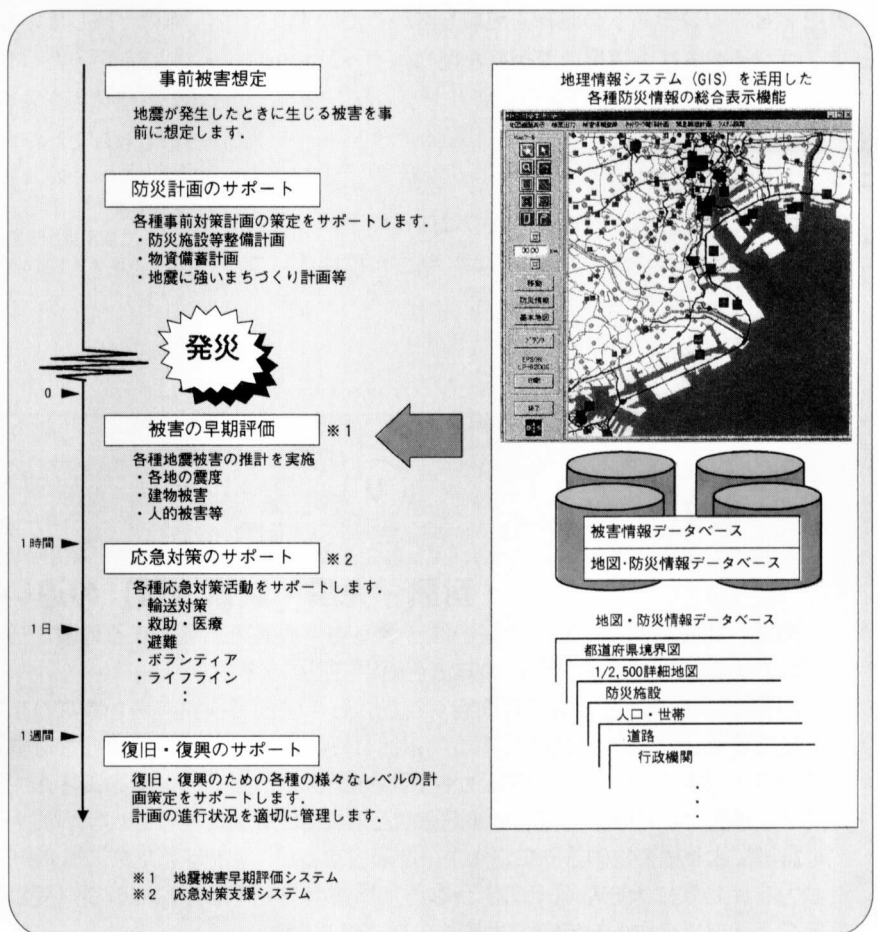 事前被害想定
地震が発生したときに生じる被害を事
前に想定します.
防災計画のサポート
各種事前対策計画の策定をサポートします.
・防災施設等整備計画
・物資備蓄計画
・地震に強いまちづくり計画等
発災
0
被害の早期評価 ※1
各種地震被害の推計を実施
・各地の震度
・建物被害
・人的被害等
1時間
応急対策のサポート ※2
各種応急対策活動をサポートします.
・輸送対策
・救助・医療
・避難
・ボランティア
・ライフライン
:
1日
1週間
復旧・復興のサポート
復旧・復興のための各種の様々なレベルの計
画策定をサポートします.
計画の進行状況を適切に管理します.
※1 地震被害早期評価システム
※2 応急対策支援システム
地理情報システム（GIS）を活用した
各種防災情報の総合表示機能
移動
防災情報
基本地図
EPSON
印刷
終了
被害情報データベース
地図・防災情報データベース
地図・防災情報データベース
都道府県境界図
1/2,500詳細地図
防災施設
人口・世帯
道路
行政機関